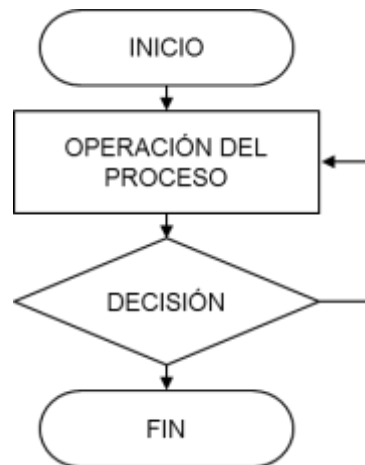 INICIO
OPERACIÓN DEL
PROCESO
DECISIÓN
FIN